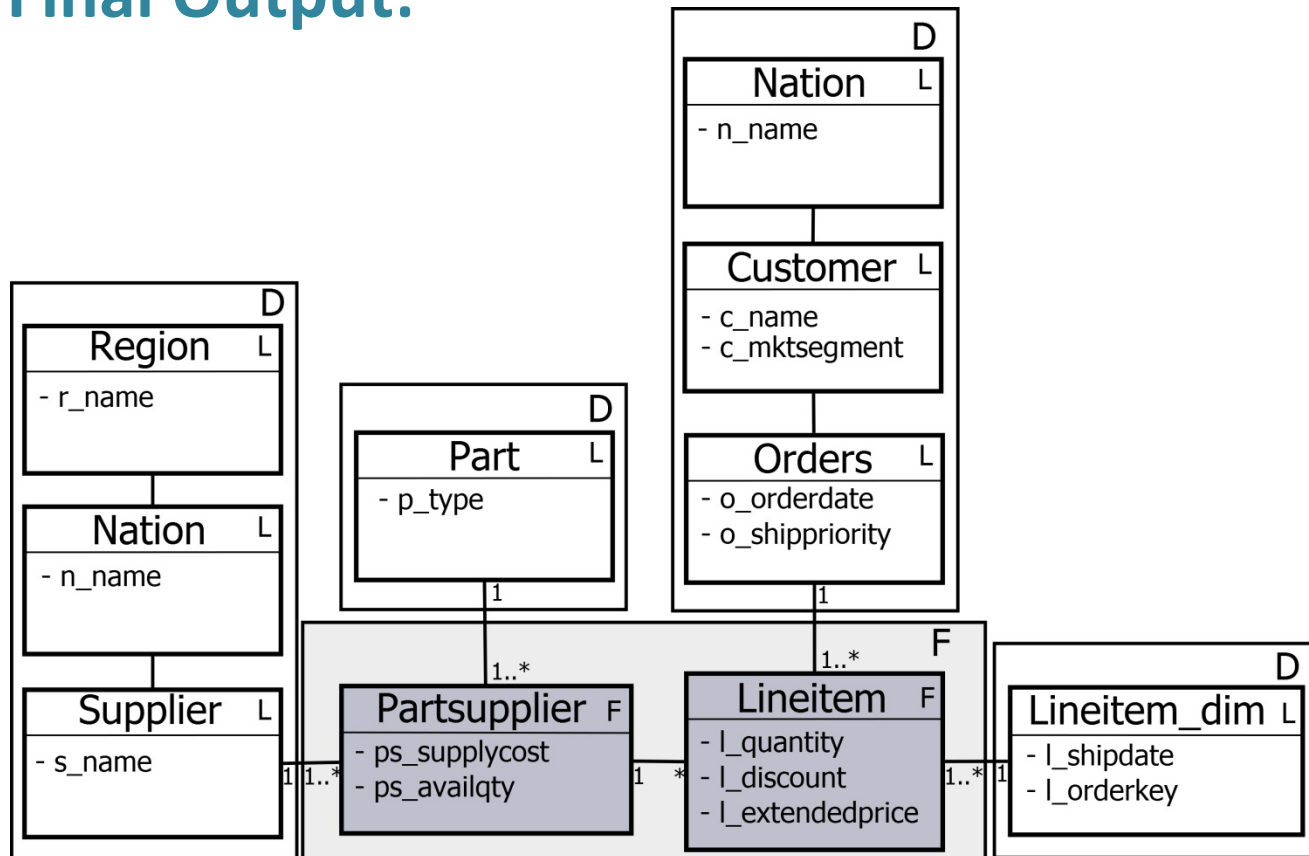 Final Output:
D
Nation L
- n_name
Customer L
- c_name
- c_mktsegment
Orders L
- o_orderdate
- o_shippriority
1
1..*
D
Region L
- r_name
Nation L
- n_name
Supplier L
- s_name
1
1..*
D
Part L
- p_type
1
1..*
F
Partsupplier F
- ps_supplycost
- ps_availqty
1
*
Lineitem F
- l_quantity
- l_discount
- l_extendedprice
1..*
1
D
Lineitem_dim L
- l_shipdate
- l_orderkey